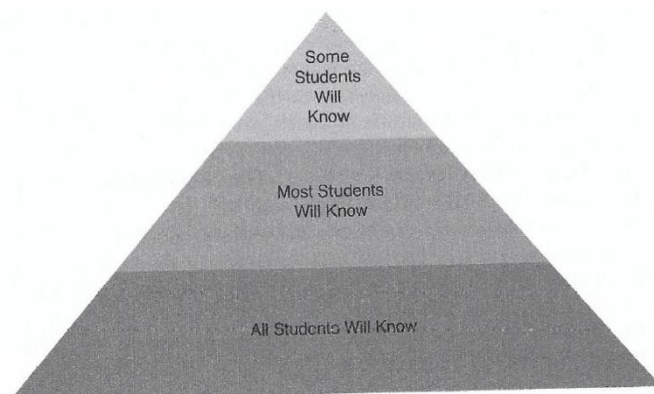 Some
Students
Will
Know
Most Students
Will Know
All Students Will Know